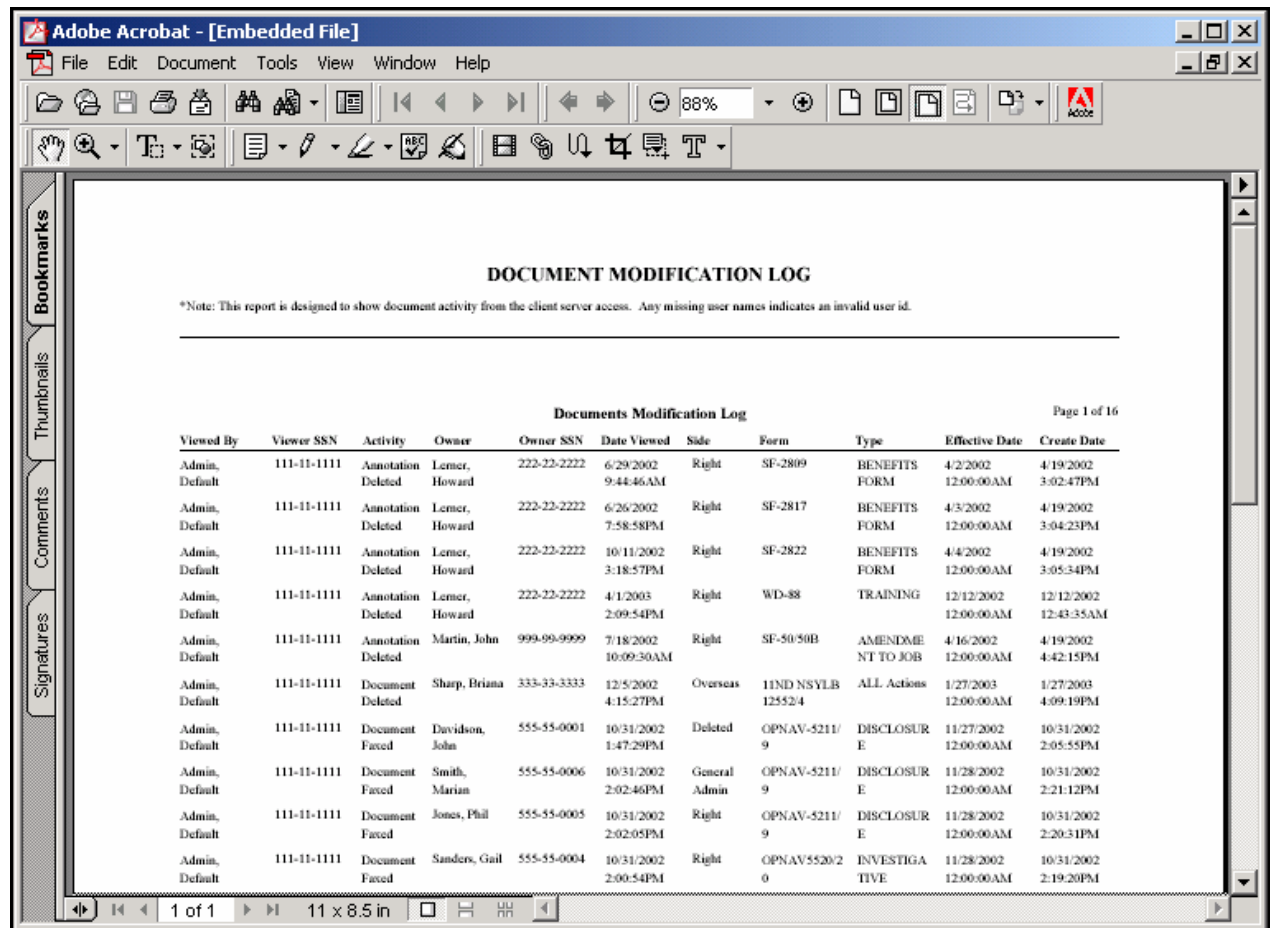 Adobe Acrobat - [Embedded File]
File Edit Document Tools View Window Help
88%
Adobe
Bookmarks
Thumbnails
Comments
Signatures
DOCUMENT MODIFICATION LOG
*Note: This report is designed to show document activity from the client server access. Any missing user names indicates an invalid user id.
Documents Modification Log Page 1 of 16
Viewed By Viewer SSN Activity Owner Owner SSN Date Viewed Side Form Type Effective Date Create Date
Admin, 111-11-1111 Annotation Lerner, 222-22-2222 6/29/2002 Right SF-2809 BENEFITS 4/2/2002 4/19/2002
Default Deleted Howard 9:44:46AM FORM 12:00:00AM 3:02:47PM
Admin, 111-11-1111 Annotation Lerner, 222-22-2222 6/26/2002 Right SF-2817 BENEFITS 4/3/2002 4/19/2002
Default Deleted Howard 7:58:58PM FORM 12:00:00AM 3:04:23PM
Admin, 111-11-1111 Annotation Lerner, 222-22-2222 10/11/2002 Right SF-2822 BENEFITS 4/4/2002 4/19/2002
Default Deleted Howard 3:18:57PM FORM 12:00:00AM 3:05:34PM
Admin, 111-11-1111 Annotation Lerner, 222-22-2222 4/1/2003 Right WD-88 TRAINING 12/12/2002 12/12/2002
Default Deleted Howard 2:09:54PM 12:00:00AM 12:43:35AM
Admin, 111-11-1111 Annotation Martin, John 999-99-9999 7/18/2002 Right SF-50/50B AMENDME 4/16/2002 4/19/2002
Default Deleted 10:09:30AM NT TO JOB 12:00:00AM 4:42:15PM
Admin, 111-11-1111 Document Sharp, Briana 333-33-3333 12/5/2002 Overseas 11ND NSYLB ALL Actions 1/27/2003 1/27/2003
Default Deleted 4:15:27PM 12552/4 12:00:00AM 4:09:19PM
Admin, 111-11-1111 Document Davidson, 555-55-0001 10/31/2002 Deleted OPNAV-5211/ DISCLOSUR 11/27/2002 10/31/2002
Default Faxed John 1:47:29PM 9 E 12:00:00AM 2:05:55PM
Admin, 111-11-1111 Document Smith, 555-55-0006 10/31/2002 General OPNAV-5211/ DISCLOSUR 11/28/2002 10/31/2002
Default Faxed Marian 2:02:46PM Admin 9 E 12:00:00AM 2:21:12PM
Admin, 111-11-1111 Document Jones, Phil 555-55-0005 10/31/2002 Right OPNAV-5211/ DISCLOSUR 11/28/2002 10/31/2002
Default Faxed 2:02:05PM 9 E 12:00:00AM 2:20:31PM
Admin, 111-11-1111 Document Sanders, Gail 555-55-0004 10/31/2002 Right OPNAV5520/2 INVESTIGA 11/28/2002 10/31/2002
Default Faxed 2:00:54PM 0 TIVE 12:00:00AM 2:19:20PM
1 of 1 11 x 8.5 in